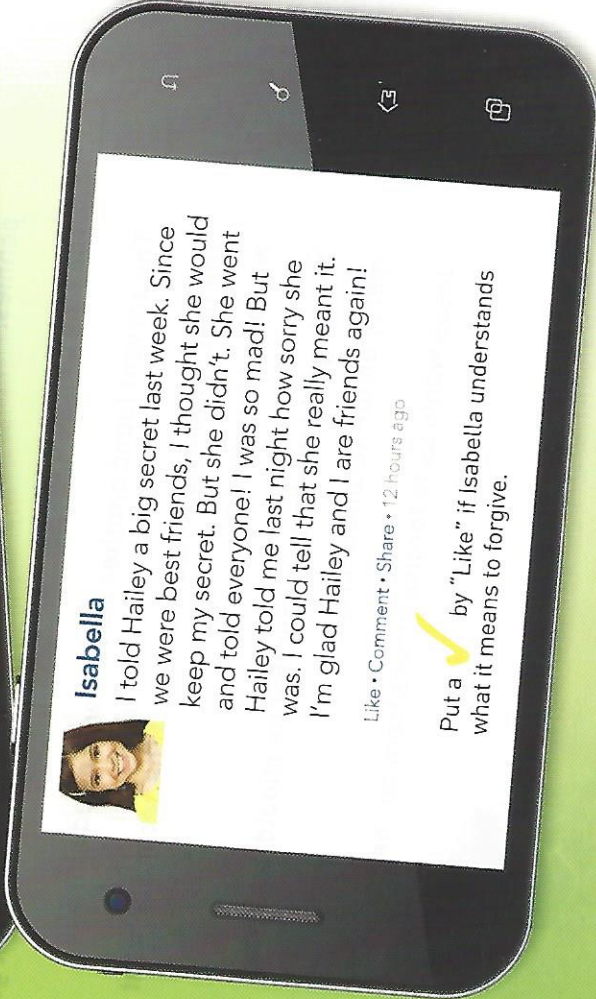 Isabella
I told Hailey a big secret last week. Since
we were best friends, I thought she would
keep my secret. But she didn't. She went
and told everyone! I was so mad! But
Hailey told me last night how sorry she
was. I could tell that she really meant it.
I'm glad Hailey and I are friends again!
Like • Comment • Share • 12 hours ago
Put a ✓ by "Like" if Isabella understands
what it means to forgive.